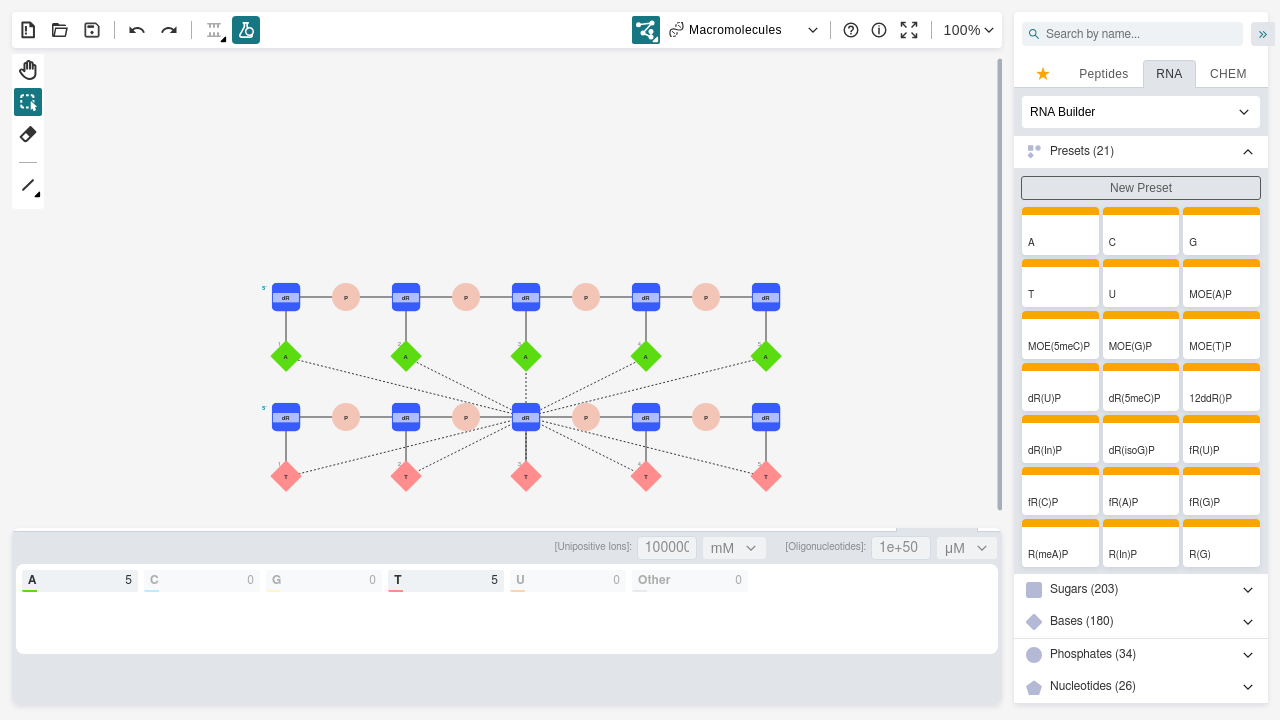 Macromolecules
100%
Search by name...
Peptides
RNA
CHEM
RNA Builder
Presets (21)
New Preset
A
C
G
T
U
MOE(A)P
MOE(5meC)P
MOE(G)P
MOE(T)P
dR(U)P
dR(5meC)P
12ddR()P
dR(In)P
dR(isoG)P
fR(U)P
fR(C)P
fR(A)P
fR(G)P
R(meA)P
R(In)P
R(G)
Sugars (203)
Bases (180)
Phosphates (34)
Nucleotides (26)
5' dR P dR P dR P dR P dR
1 2 3 4 5
A A A A A
5' dR P dR P dR P dR P dR
1 2 3 4 5
T T T T T
[Unipositive Ions]: 100000 mM [Oligonucleotides]: 1e+50 µM
A 5 C 0 G 0 T 5 U 0 Other 0